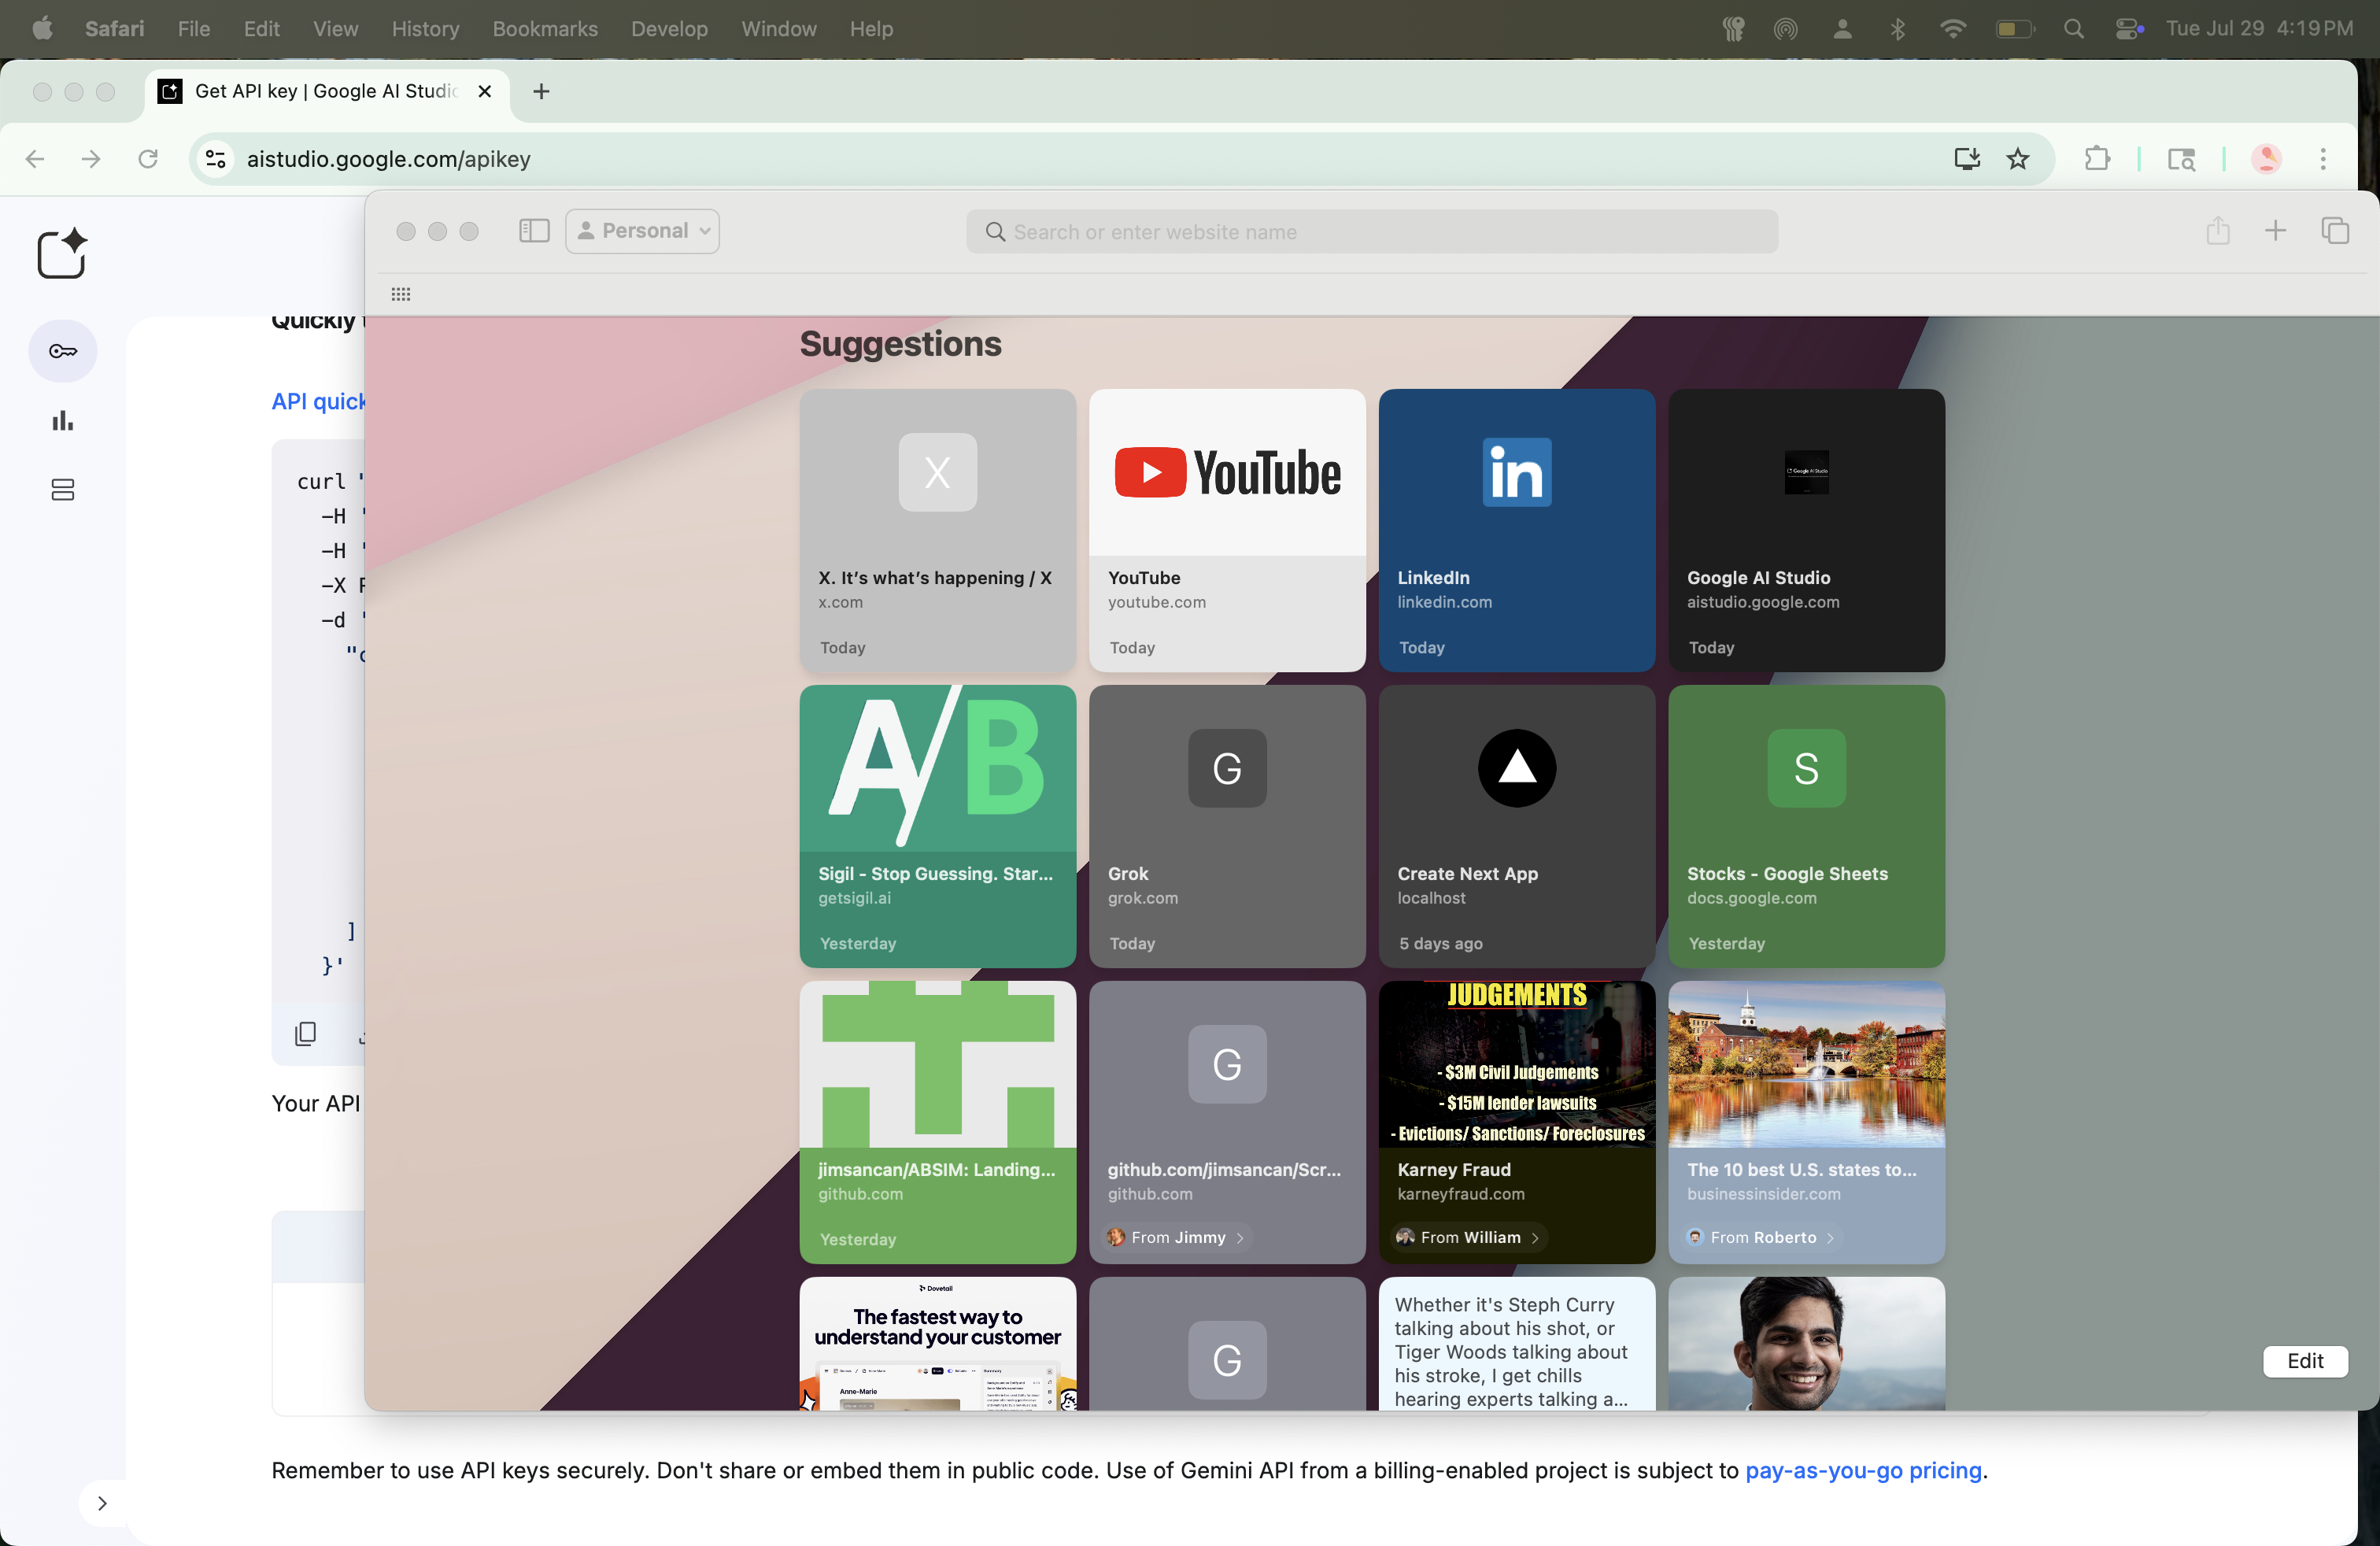 Safari File Edit View History Bookmarks Develop Window Help
Tue Jul 29 4:19 PM
Get API key | Google AI Studio
aistudio.google.com/apikey
Personal
Search or enter website name
Quickly
API quick
curl '
-H '
-H '
-X
-d '
"c
]
}'
Your API
Suggestions
X
X. It's what's happening / X
x.com
Today
YouTube
YouTube
youtube.com
Today
in
LinkedIn
linkedin.com
Today
Google AI Studio
Google AI Studio
aistudio.google.com
Today
A/B
Sigil - Stop Guessing. Star...
getsigil.ai
Yesterday
G
Grok
grok.com
Today
Create Next App
localhost
5 days ago
S
Stocks - Google Sheets
docs.google.com
Yesterday
jimsancan/ABSIM: Landing...
github.com
Yesterday
G
github.com/jimsancan/Scr...
github.com
From Jimmy
JUDGEMENTS
- $3M Civil Judgements
- $15M lender lawsuits
- Evictions/ Sanctions/ Foreclosures
Karney Fraud
karneyfraud.com
From William
The 10 best U.S. states to...
businessinsider.com
From Roberto
Dovetail
The fastest way to
understand your customer
Anne-Marie
G
Whether it's Steph Curry
talking about his shot, or
Tiger Woods talking about
his stroke, I get chills
hearing experts talking a...
Edit
Remember to use API keys securely. Don't share or embed them in public code. Use of Gemini API from a billing-enabled project is subject to pay-as-you-go pricing.